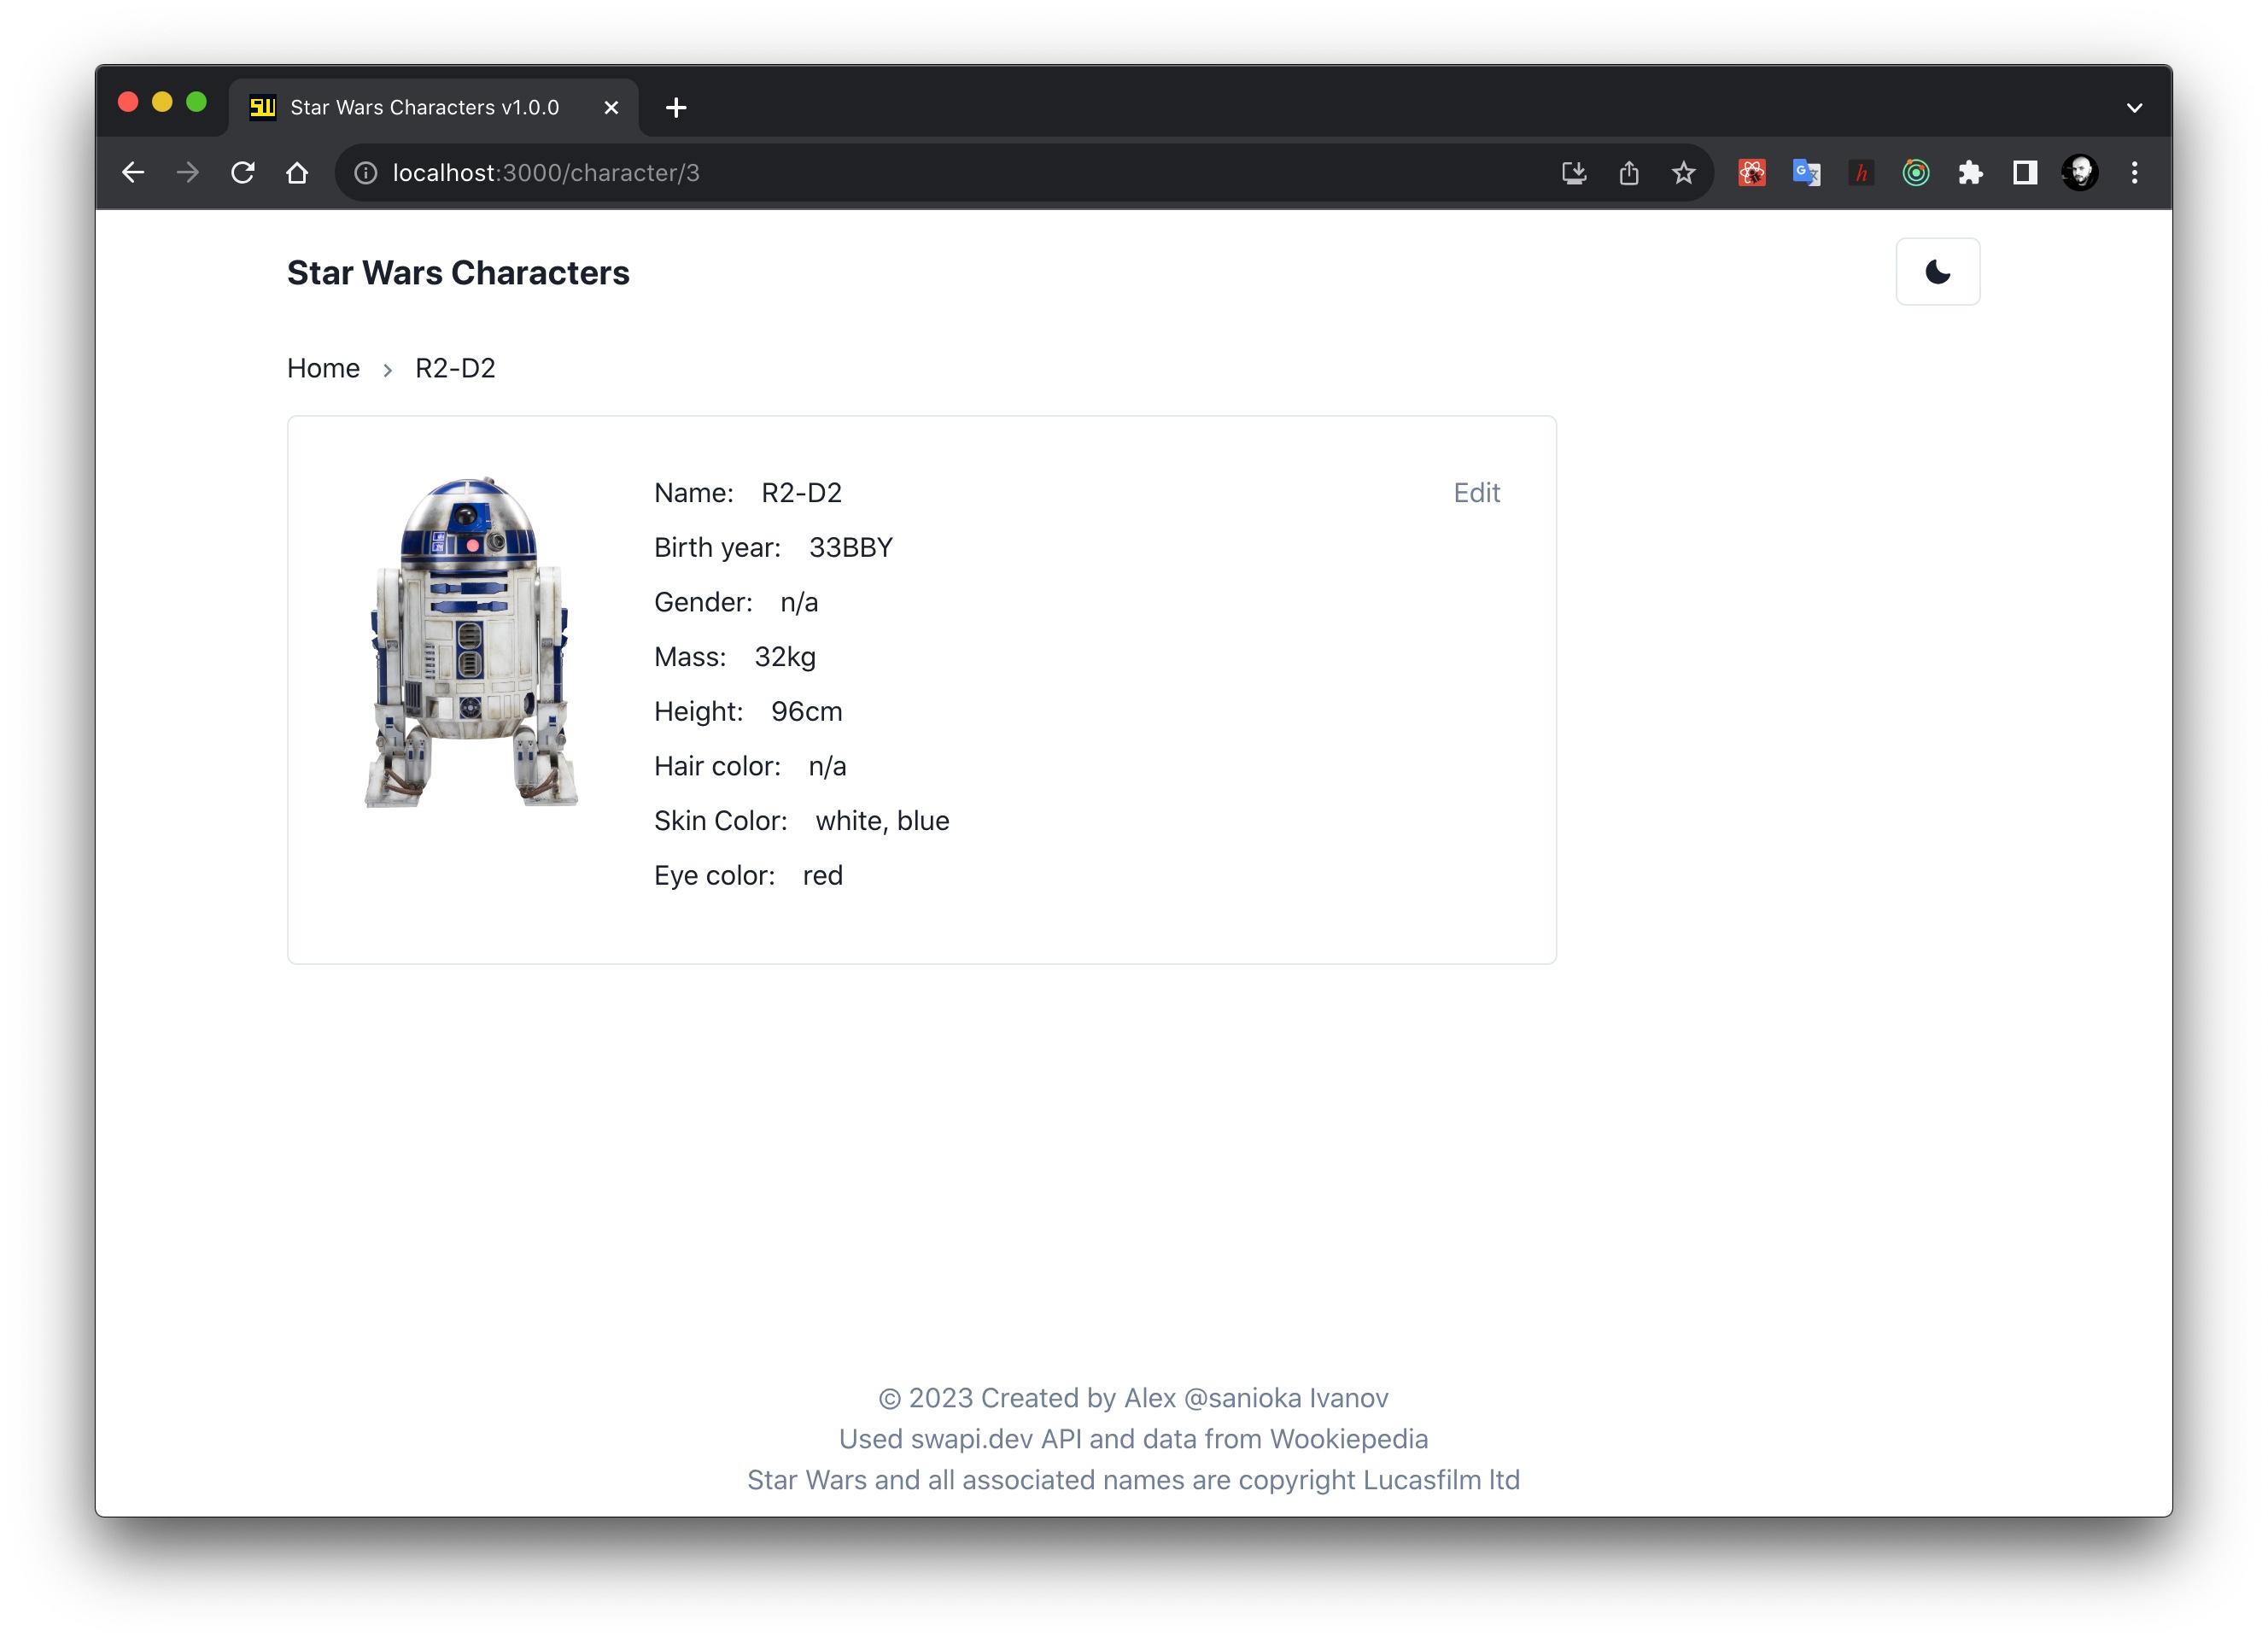 Star Wars Characters v1.0.0
localhost:3000/character/3
Star Wars Characters
Home › R2-D2
Name: R2-D2
Edit
Birth year: 33BBY
Gender: n/a
Mass: 32kg
Height: 96cm
Hair color: n/a
Skin Color: white, blue
Eye color: red
© 2023 Created by Alex @sanioka Ivanov
Used swapi.dev API and data from Wookiepedia
Star Wars and all associated names are copyright Lucasfilm ltd